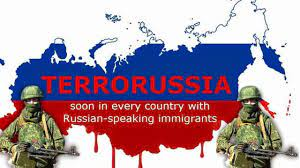 TERRORUSSIA
soon in every country with
Russian-speaking immigrants